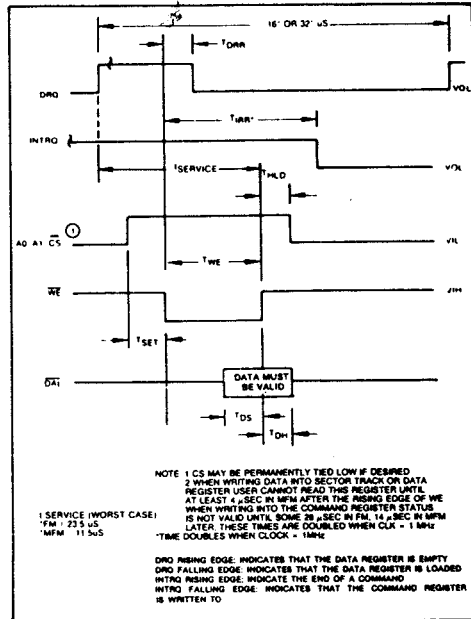 16* OR 32* uS
TDRR
DRQ
VOL
TIRR*
INTRQ
tSERVICE
VOL
THLD
1
A0 A1 CS
VIL
TWE
WE
TSET
DAL
DATA MUST
BE VALID
TDS
TDH
NOTE 1 CS MAY BE PERMANENTLY TIED LOW IF DESIRED
2 WHEN WRITING DATA INTO SECTOR TRACK OR DATA
REGISTER USER CANNOT READ THIS REGISTER UNTIL
AT LEAST 4 µSEC IN MFM AFTER THE RISING EDGE OF WE
WHEN WRITING INTO THE COMMAND REGISTER STATUS
IS NOT VALID UNTIL SOME 28 µSEC IN FM, 14 µSEC IN MFM
LATER. THESE TIMES ARE DOUBLED WHEN CLK = 1 MHz
t SERVICE (WORST CASE)
*FM : 23.5 uS
*MFM 11.5uS
*TIME DOUBLES WHEN CLOCK = 1MHz
DRQ RISING EDGE: INDICATES THAT THE DATA REGISTER IS EMPTY
DRQ FALLING EDGE: INDICATES THAT THE DATA REGISTER IS LOADED
INTRQ RISING EDGE: INDICATE THE END OF A COMMAND
INTRQ FALLING EDGE: INDICATES THAT THE COMMAND REGISTER
IS WRITTEN TO